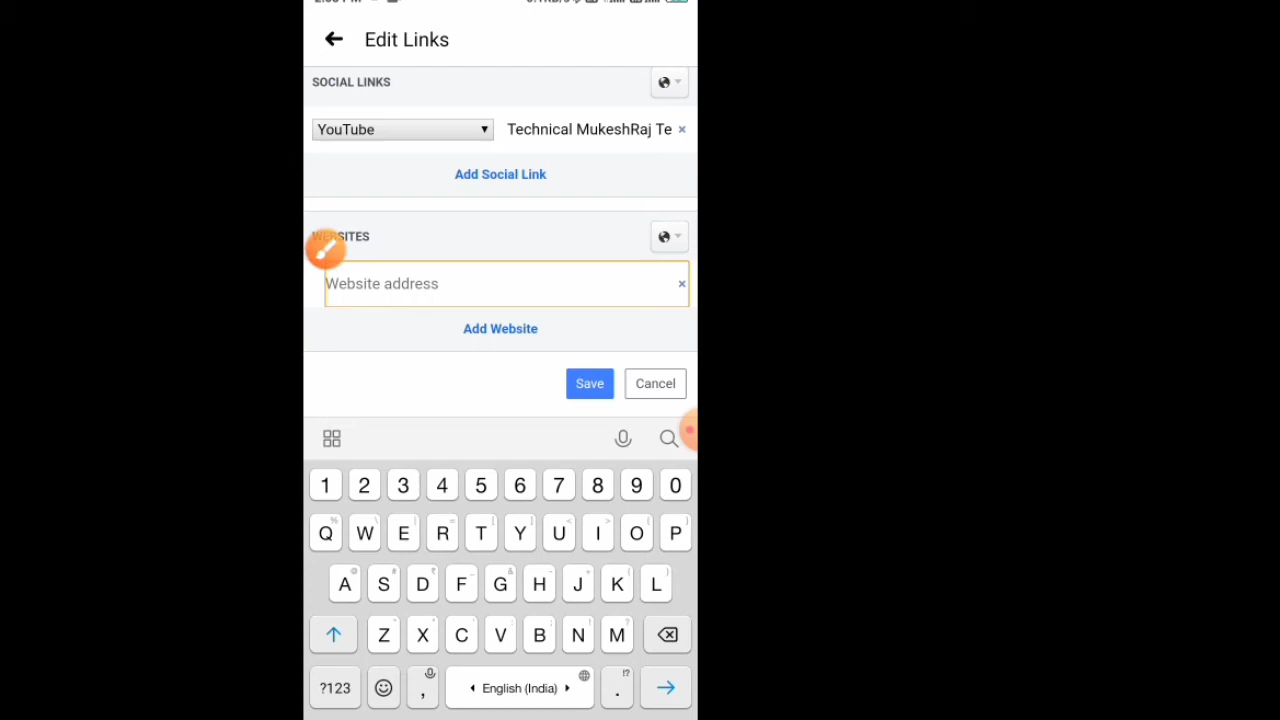 Edit Links
SOCIAL LINKS
YouTube
Technical MukeshRaj Te ×
Add Social Link
WEBSITES
Website address ×
Add Website
Save Cancel
1 2 3 4 5 6 7 8 9 0
Q W E R T Y U I O P
A S D F G H J K L
Z X C V B N M
?123 , English (India) . !?